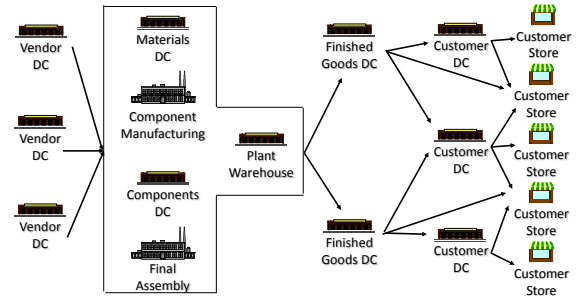 Vendor
DC
Vendor
DC
Vendor
DC
Materials
DC
Component
Manufacturing
Components
DC
Final
Assembly
Plant
Warehouse
Finished
Goods DC
Finished
Goods DC
Customer
DC
Customer
DC
Customer
DC
Customer
Store
Customer
Store
Customer
Store
Customer
Store
Customer
Store